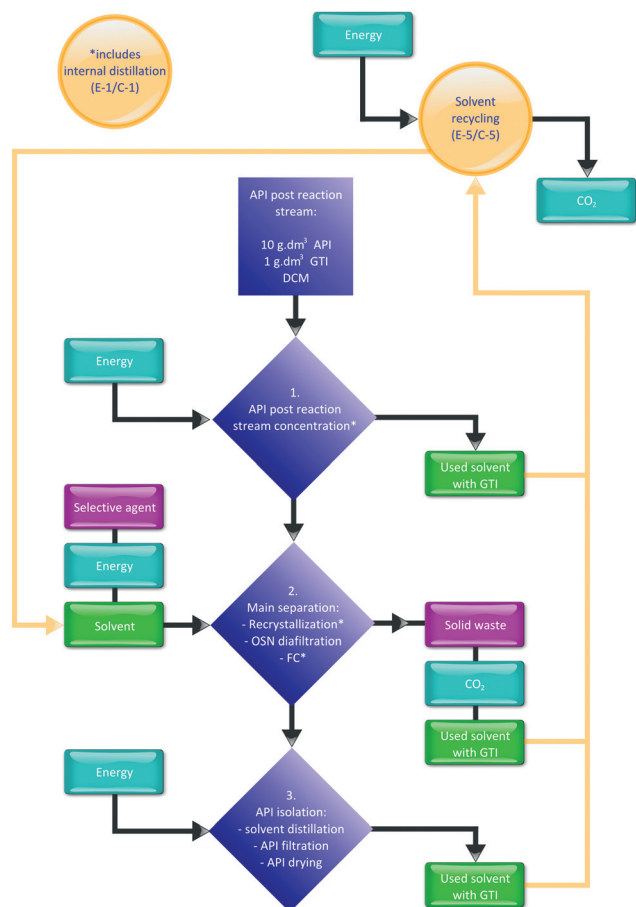 *includes
internal distillation
(E-1/C-1)
Energy
Solvent
recycling
(E-5/C-5)
CO₂
API post reaction
stream:
10 g.dm³ API
1 g.dm³ GTI
DCM
Energy
1.
API post reaction
stream concentration*
Used solvent
with GTI
Selective agent
Energy
Solvent
2.
Main separation:
- Recrystallization*
- OSN diafiltration
- FC*
Solid waste
CO₂
Used solvent
with GTI
Energy
3.
API isolation:
- solvent distillation
- API filtration
- API drying
Used solvent
with GTI